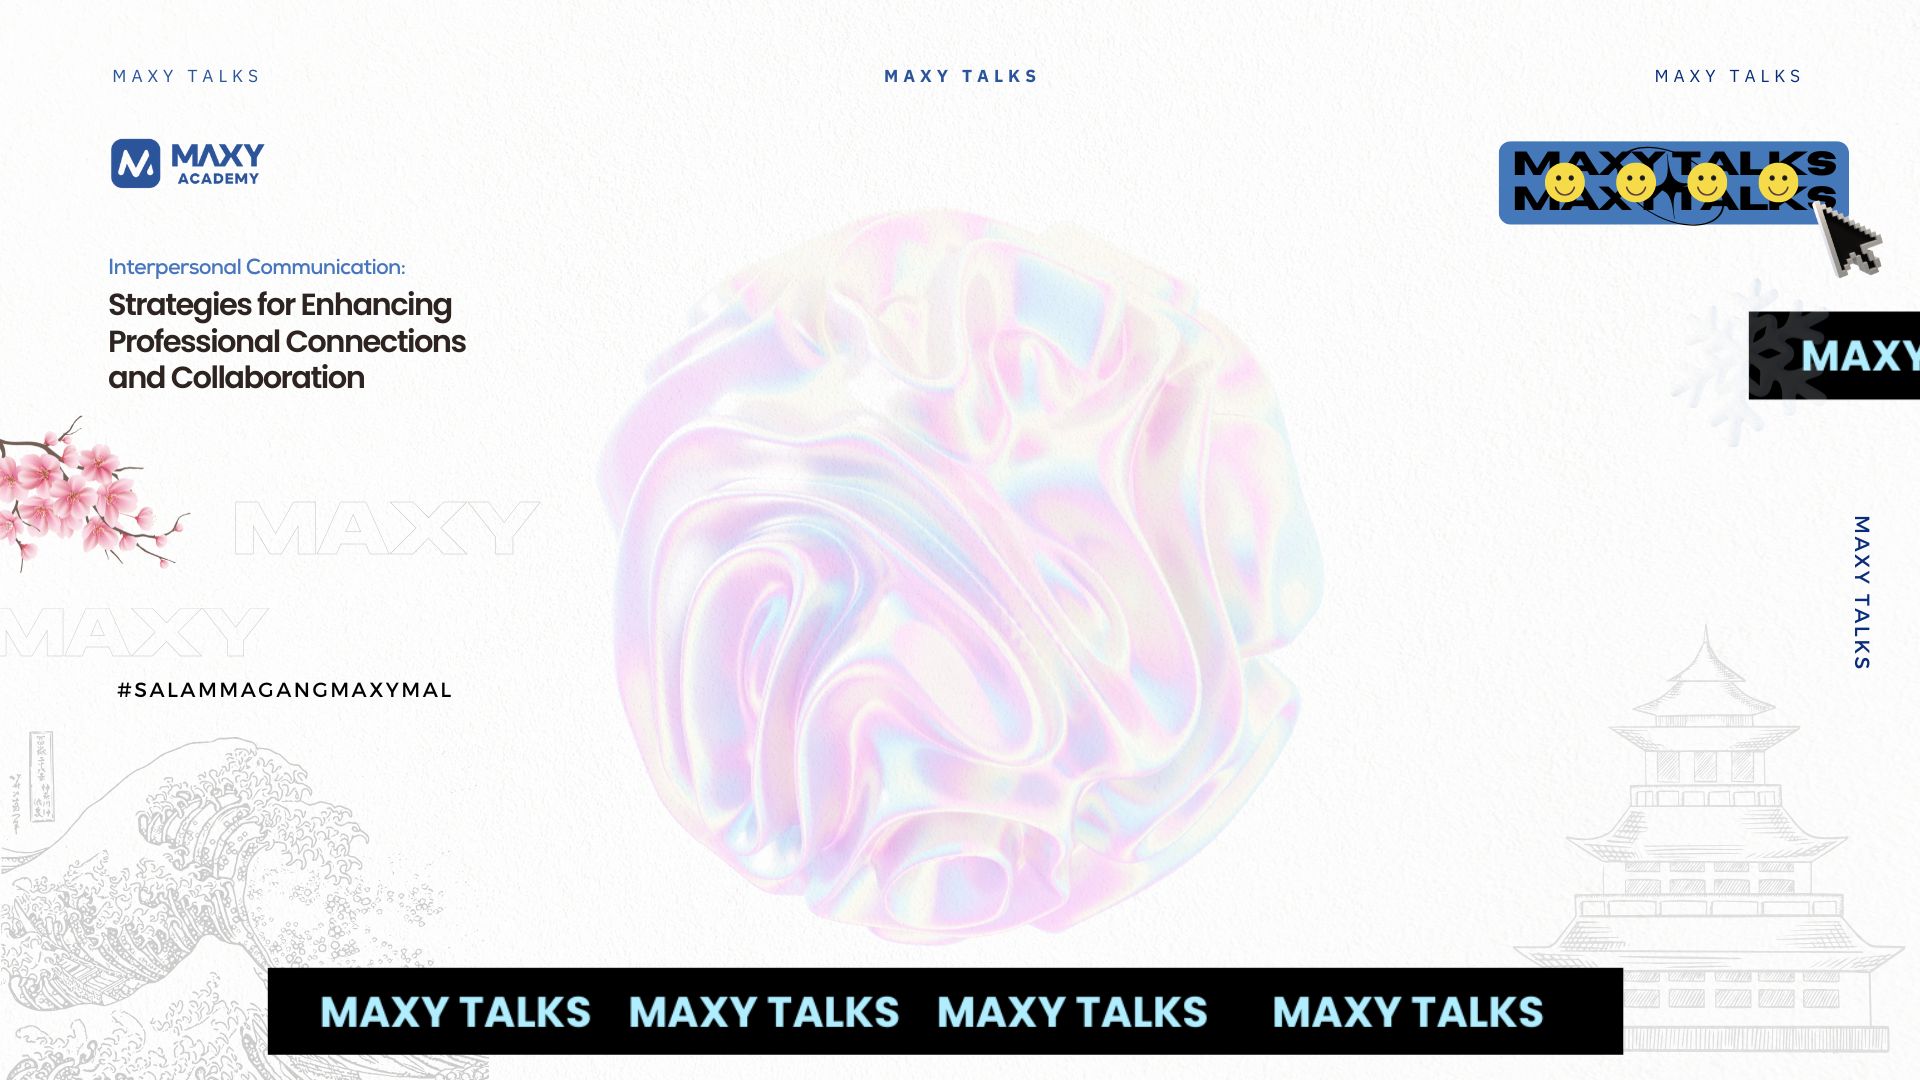 MAXY TALKS
MAXY TALKS
MAXY TALKS
MAXY
ACADEMY
MAXY TALKS
MAXY TALKS
Interpersonal Communication:
Strategies for Enhancing
Professional Connections
and Collaboration
MAXY
MAXY
MAXY
#SALAMMAGANGMAXYMAL
MAXY TALKS
MAXY TALKS MAXY TALKS MAXY TALKS MAXY TALKS